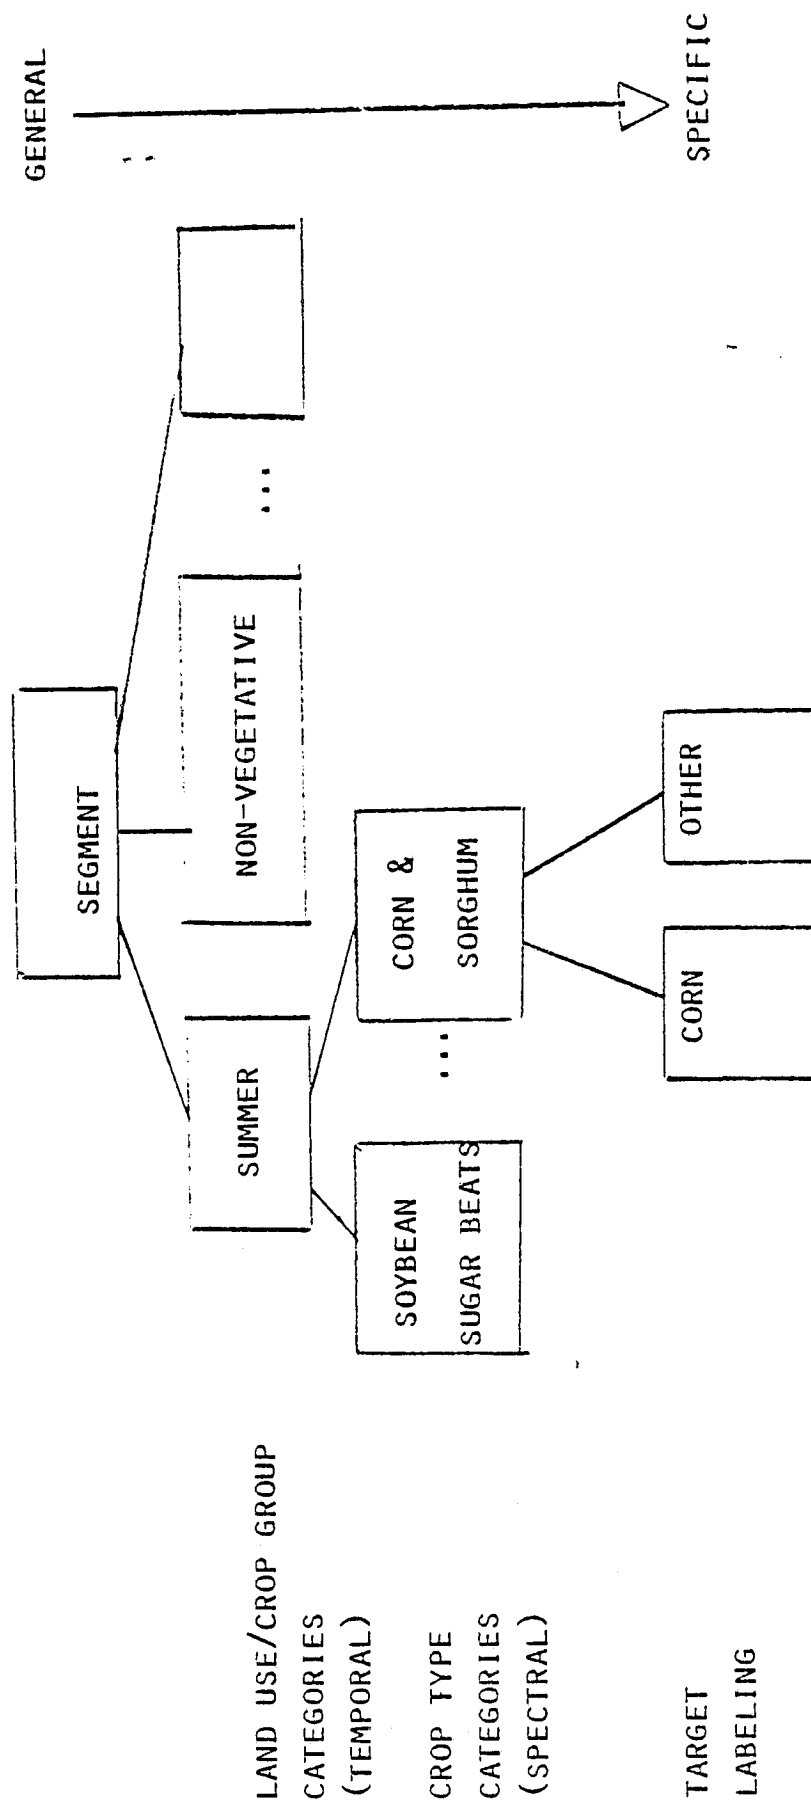 SEGMENT
GENERAL
LAND USE/CROP GROUP
CATEGORIES
(TEMPORAL)
SUMMER
NON-VEGETATIVE
...
CROP TYPE
CATEGORIES
(SPECTRAL)
SOYBEAN
SUGAR BEATS
...
CORN &
SORGHUM
TARGET
LABELING
CORN
OTHER
SPECIFIC